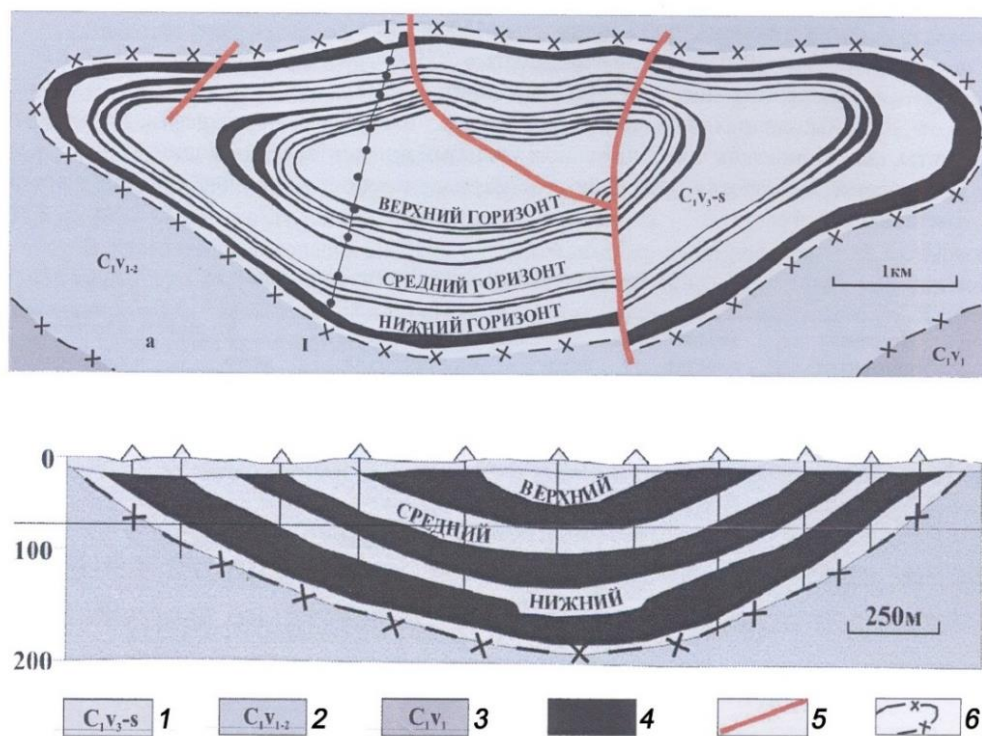 I
ВЕРХНИЙ ГОРИЗОНТ
C₁v₃-s
C₁v₁₋₂
СРЕДНИЙ ГОРИЗОНТ
1км
НИЖНИЙ ГОРИЗОНТ
а
I
C₁v₁
0
ВЕРХНИЙ
СРЕДНИЙ
100
НИЖНИЙ
250м
200
C₁v₃-s 1
C₁v₁₋₂ 2
C₁v₁ 3
4
5
6